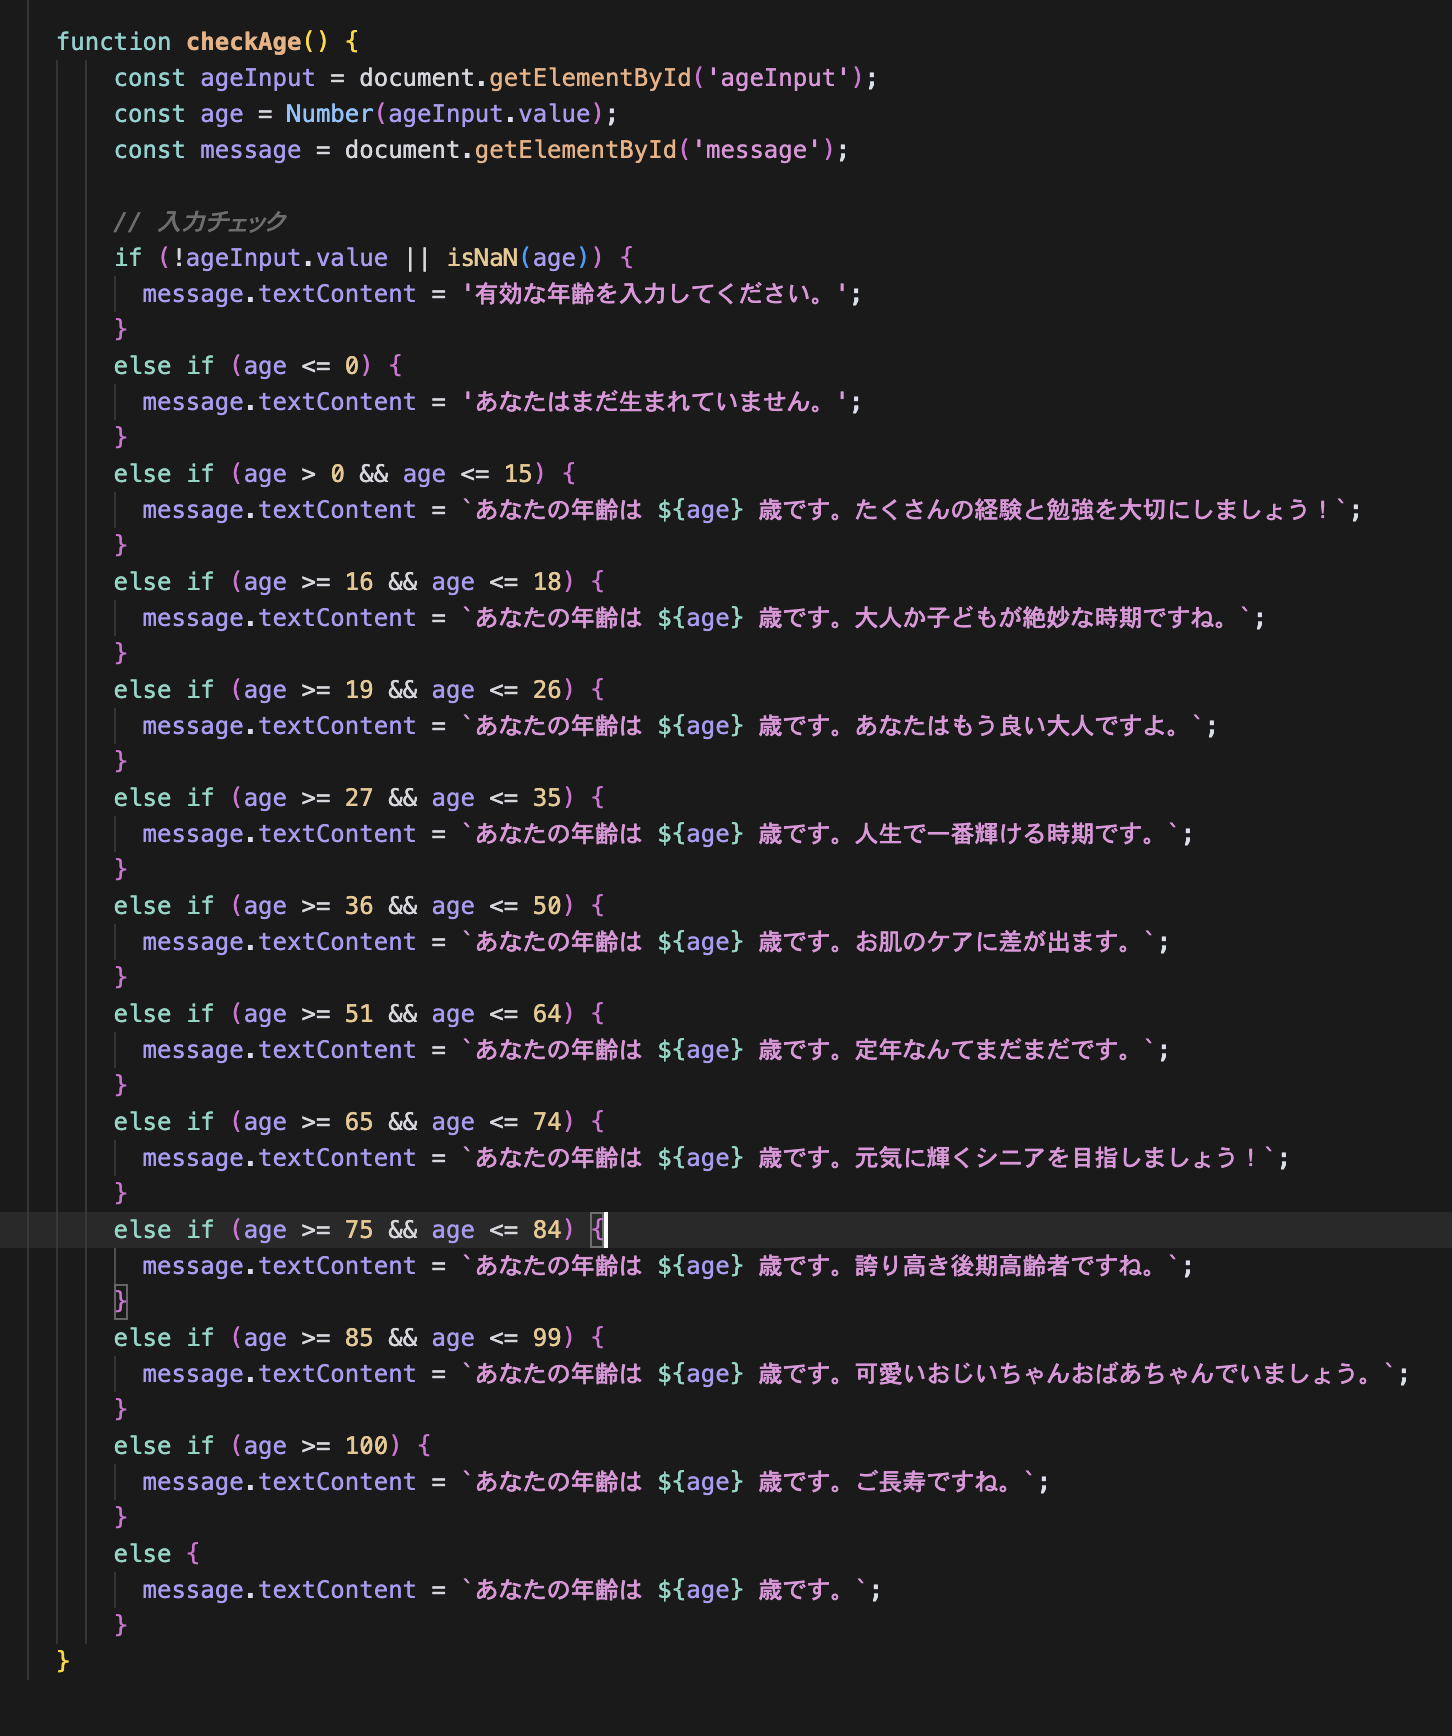 function checkAge() {
    const ageInput = document.getElementById('ageInput');
    const age = Number(ageInput.value);
    const message = document.getElementById('message');

    // 入力チェック
    if (!ageInput.value || isNaN(age)) {
      message.textContent = '有効な年齢を入力してください。';
    }
    else if (age <= 0) {
      message.textContent = 'あなたはまだ生まれていません。';
    }
    else if (age > 0 && age <= 15) {
      message.textContent = `あなたの年齢は ${age} 歳です。たくさんの経験と勉強を大切にしましょう！`;
    }
    else if (age >= 16 && age <= 18) {
      message.textContent = `あなたの年齢は ${age} 歳です。大人か子どもが絶妙な時期ですね。`;
    }
    else if (age >= 19 && age <= 26) {
      message.textContent = `あなたの年齢は ${age} 歳です。あなたはもう良い大人ですよ。`;
    }
    else if (age >= 27 && age <= 35) {
      message.textContent = `あなたの年齢は ${age} 歳です。人生で一番輝ける時期です。`;
    }
    else if (age >= 36 && age <= 50) {
      message.textContent = `あなたの年齢は ${age} 歳です。お肌のケアに差が出ます。`;
    }
    else if (age >= 51 && age <= 64) {
      message.textContent = `あなたの年齢は ${age} 歳です。定年なんてまだまだです。`;
    }
    else if (age >= 65 && age <= 74) {
      message.textContent = `あなたの年齢は ${age} 歳です。元気に輝くシニアを目指しましょう！`;
    }
    else if (age >= 75 && age <= 84) {
      message.textContent = `あなたの年齢は ${age} 歳です。誇り高き後期高齢者ですね。`;
    }
    else if (age >= 85 && age <= 99) {
      message.textContent = `あなたの年齢は ${age} 歳です。可愛いおじいちゃんおばあちゃんでいましょう。`;
    }
    else if (age >= 100) {
      message.textContent = `あなたの年齢は ${age} 歳です。ご長寿ですね。`;
    }
    else {
      message.textContent = `あなたの年齢は ${age} 歳です。`;
    }
}